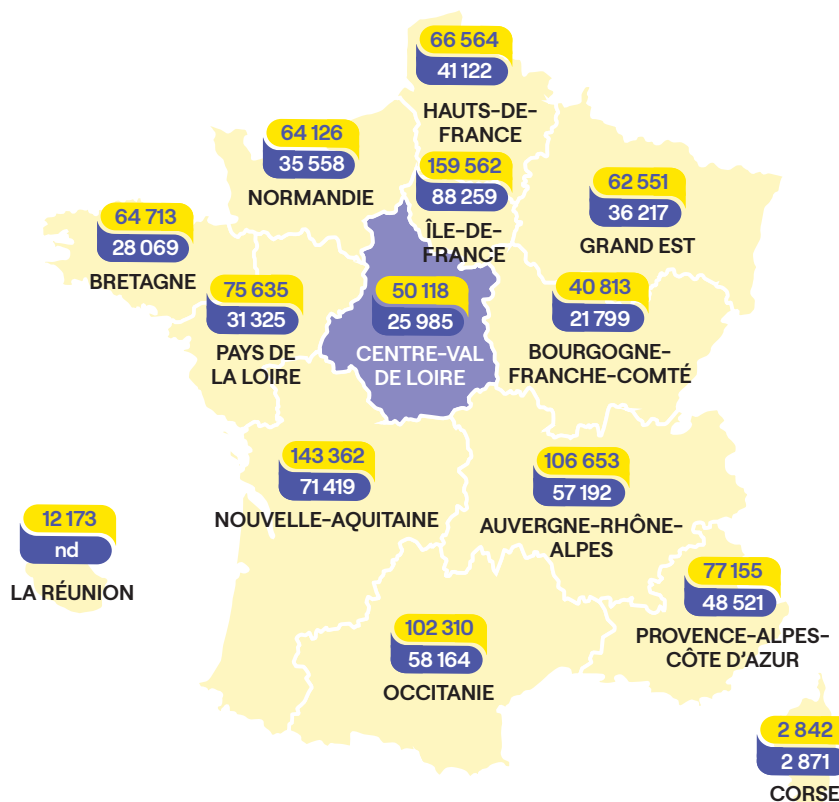 66 564
41 122
HAUTS-DE-
FRANCE
64 126
35 558
NORMANDIE
159 562
88 259
ÎLE-DE-
FRANCE
62 551
36 217
GRAND EST
64 713
28 069
BRETAGNE
75 635
31 325
PAYS DE
LA LOIRE
50 118
25 985
CENTRE-VAL
DE LOIRE
40 813
21 799
BOURGOGNE-
FRANCHE-COMTÉ
143 362
71 419
NOUVELLE-AQUITAINE
106 653
57 192
AUVERGNE-RHÔNE-
ALPES
12 173
nd
LA RÉUNION
77 155
48 521
PROVENCE-ALPES-
CÔTE D'AZUR
102 310
58 164
OCCITANIE
2 842
2 871
CORSE